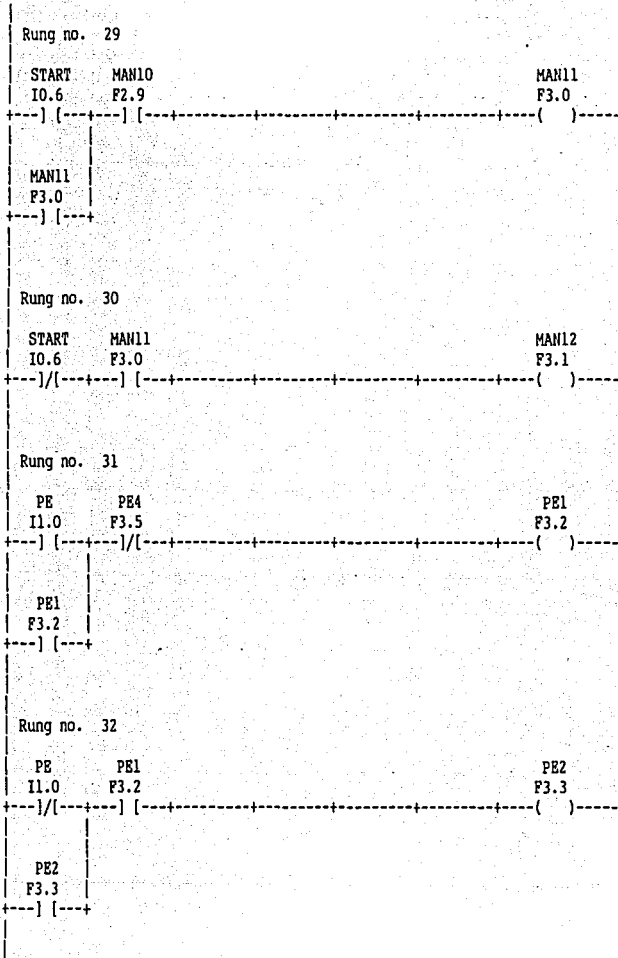 Rung no. 29
START MAN10 MAN11
I0.6 F2.9 F3.0
+---] [---+---] [---+---------+---------+---------+---------+----( )-----
MAN11
F3.0
+---] [---+
Rung no. 30
START MAN11 MAN12
I0.6 F3.0 F3.1
+---]/[---+---] [---+---------+---------+---------+---------+----( )-----
Rung no. 31
PE PE4 PE1
I1.0 F3.5 F3.2
+---] [---+---]/[---+---------+---------+---------+---------+----( )-----
PE1
F3.2
+---] [---+
Rung no. 32
PE PE1 PE2
I1.0 F3.2 F3.3
+---]/[---+---] [---+---------+---------+---------+---------+----( )-----
PE2
F3.3
+---] [---+